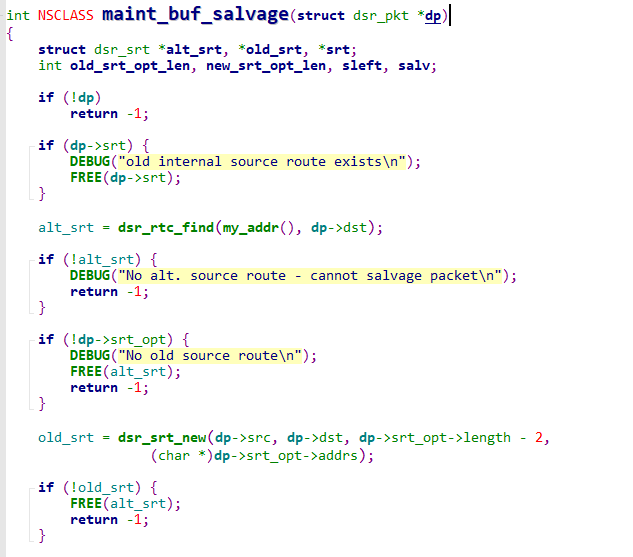 int NSCLASS maint_buf_salvage(struct dsr_pkt *dp)
{
    struct dsr_srt *alt_srt, *old_srt, *srt;
    int old_srt_opt_len, new_srt_opt_len, sleft, salv;

    if (!dp)
        return -1;

    if (dp->srt) {
        DEBUG("old internal source route exists\n");
        FREE(dp->srt);
    }

    alt_srt = dsr_rtc_find(my_addr(), dp->dst);

    if (!alt_srt) {
        DEBUG("No alt. source route - cannot salvage packet\n");
        return -1;
    }

    if (!dp->srt_opt) {
        DEBUG("No old source route\n");
        FREE(alt_srt);
        return -1;
    }

    old_srt = dsr_srt_new(dp->src, dp->dst, dp->srt_opt->length - 2,
                  (char *)dp->srt_opt->addrs);

    if (!old_srt) {
        FREE(alt_srt);
        return -1;
    }